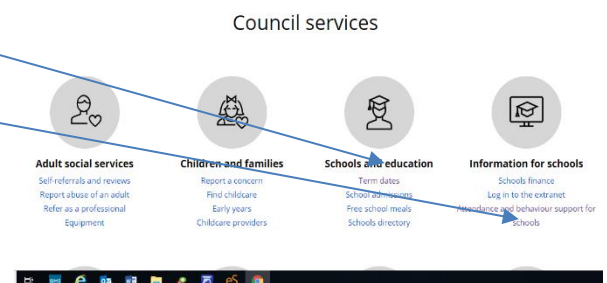 Council services
Adult social services
Self-referrals and reviews
Report abuse of an adult
Refer as a professional
Equipment
Children and families
Report a concern
Find childcare
Early years
Childcare providers
Schools and education
Term dates
School admissions
Free school meals
Schools directory
Information for schools
Schools finance
Log in to the extranet
Attendance and behaviour support for
schools